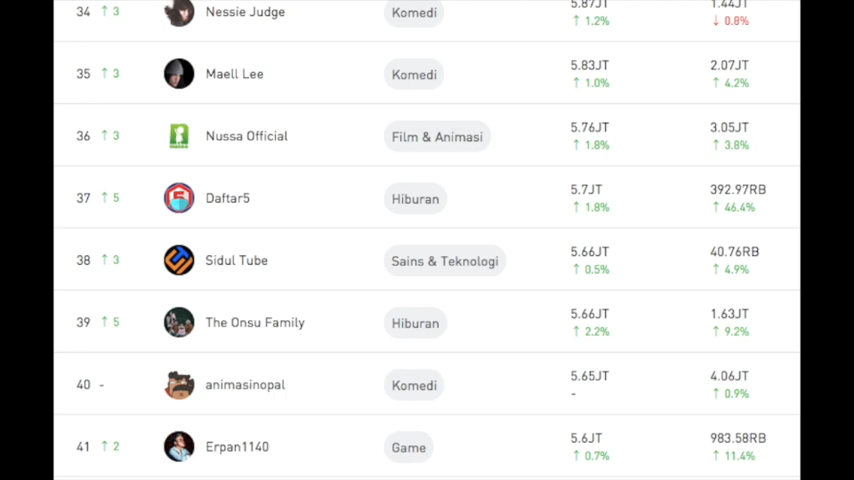 34 ↑ 3 Nessie Judge Komedi 5.87JT 1.44JT
↑ 1.2% ↓ 0.8%
35 ↑ 3 Maell Lee Komedi 5.83JT 2.07JT
↑ 1.0% ↑ 4.2%
36 ↑ 3 Nussa Official Film & Animasi 5.76JT 3.05JT
↑ 1.8% ↑ 3.8%
37 ↑ 5 Daftar5 Hiburan 5.7JT 392.97RB
↑ 1.8% ↑ 46.4%
38 ↑ 3 Sidul Tube Sains & Teknologi 5.66JT 40.76RB
↑ 0.5% ↑ 4.9%
39 ↑ 5 The Onsu Family Hiburan 5.66JT 1.63JT
↑ 2.2% ↑ 9.2%
40 - animasinopal Komedi 5.65JT 4.06JT
- ↑ 0.9%
41 ↑ 2 Erpan1140 Game 5.6JT 983.58RB
↑ 0.7% ↑ 11.4%